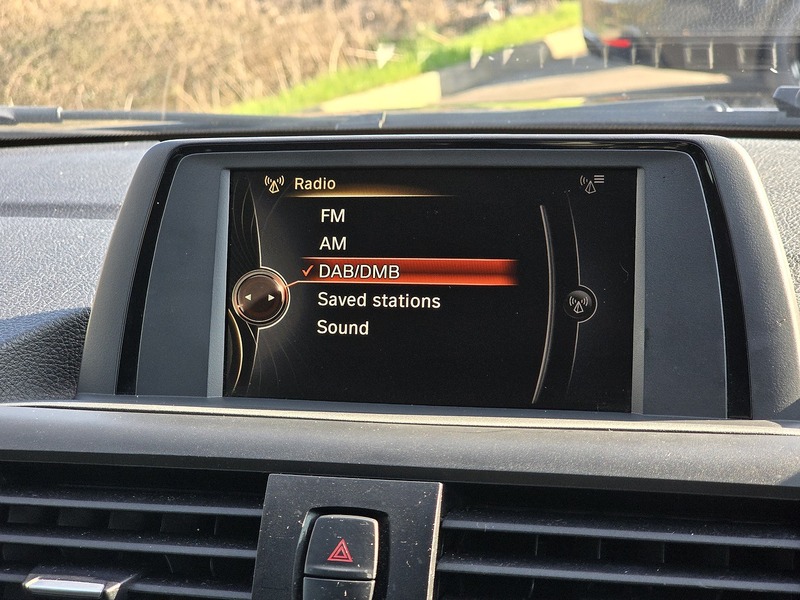 Radio
FM
AM
DAB/DMB
Saved stations
Sound